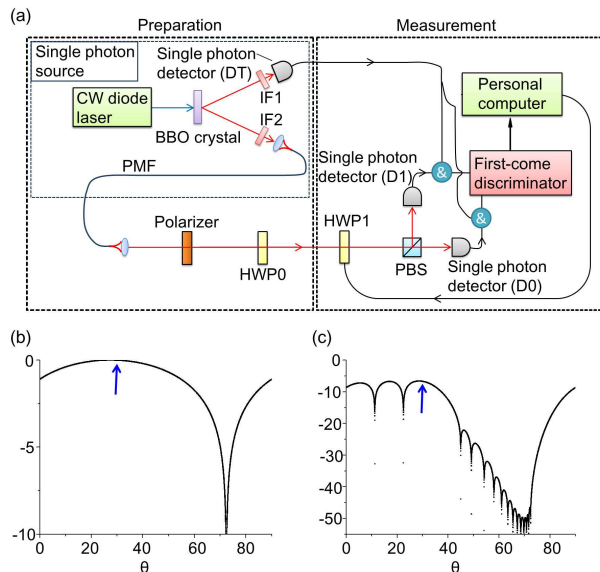 (a)
Preparation
Measurement
Single photon
source
Single photon
detector (DT)
CW diode
laser
IF1
IF2
BBO crystal
PMF
Personal
computer
Single photon
detector (D1)
&
First-come
discriminator
&
Polarizer
HWP0
HWP1
PBS
Single photon
detector (D0)
(b)
0
-5
-10
0 20 40 60 80
θ
(c)
0
-10
-20
-30
-40
-50
0 20 40 60 80
θ